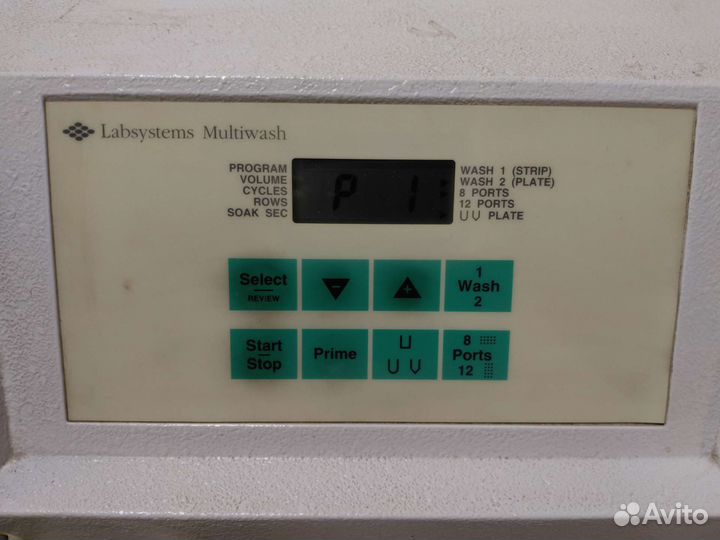 Labsystems Multiwash
PROGRAM
VOLUME
CYCLES
ROWS
SOAK SEC
P 1
WASH 1 (STRIP)
WASH 2 (PLATE)
8 PORTS
12 PORTS
U V PLATE
Select
REVIEW
−
+
1
Wash
2
Start
Stop
Prime
U V
8
Ports
12
Avito